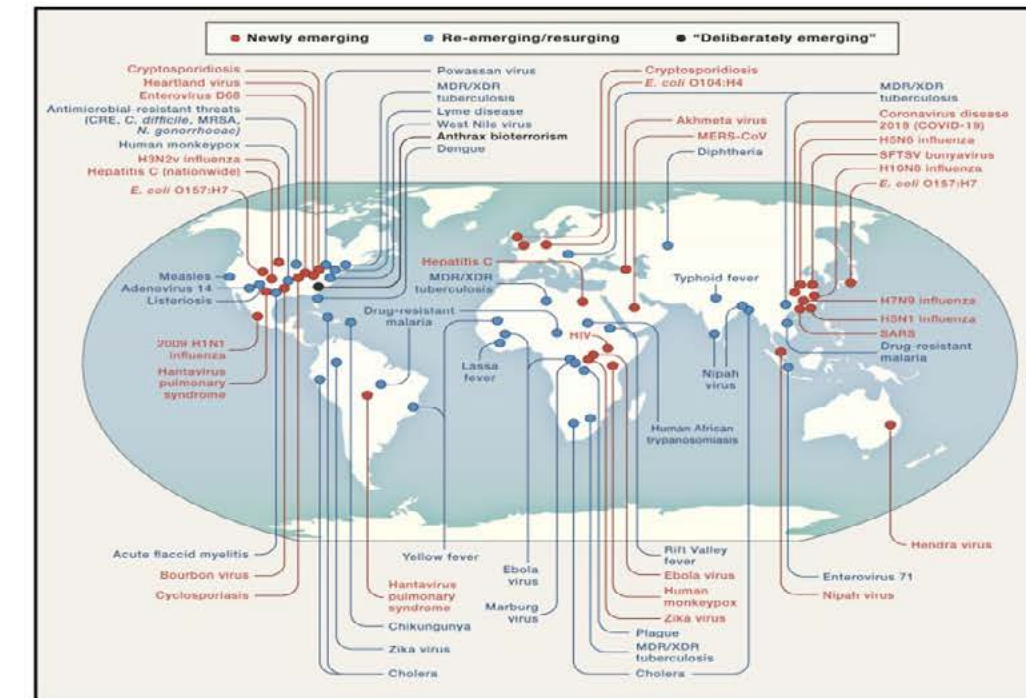 Newly emerging
Re-emerging/resurging
"Deliberately emerging"
Cryptosporidiosis
Heartland virus
Enterovirus D68
Antimicrobial-resistant threats
(CRE, C. difficile, MRSA,
N. gonorrhoeae)
Human monkeypox
H3N2v influenza
Hepatitis C (nationwide)
E. coli O157:H7
Powassan virus
MDR/XDR
tuberculosis
Lyme disease
West Nile virus
Anthrax bioterrorism
Dengue
Cryptosporidiosis
E. coli O104:H4
Akhmeta virus
MERS-CoV
Diphtheria
MDR/XDR
tuberculosis
Coronavirus disease
2019 (COVID-19)
H5N6 influenza
SFTSV bunyavirus
H10N8 influenza
E. coli O157:H7
Measles
Adenovirus 14
Listeriosis
2009 H1N1
influenza
Hantavirus
pulmonary
syndrome
Hepatitis C
MDR/XDR
tuberculosis
Drug-resistant
malaria
Lassa
fever
HIV
Typhoid fever
Nipah
virus
Human African
trypanosomiasis
H7N9 influenza
H5N1 influenza
SARS
Drug-resistant
malaria
Acute flaccid myelitis
Bourbon virus
Cyclosporiasis
Hantavirus
pulmonary
syndrome
Chikungunya
Zika virus
Cholera
Yellow fever
Ebola
virus
Marburg
virus
Rift Valley
fever
Ebola virus
Human
monkeypox
Zika virus
Plague
MDR/XDR
tuberculosis
Cholera
Hendra virus
Enterovirus 71
Nipah virus